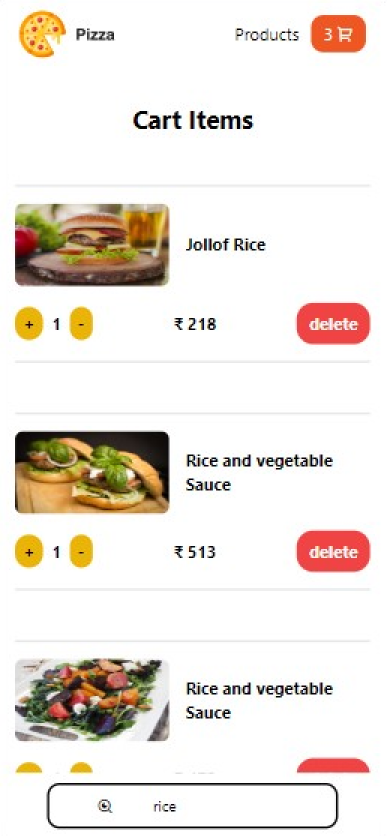 Pizza
Products
3
Cart Items
Jollof Rice
+ 1 -
₹ 218
delete
Rice and vegetable
Sauce
+ 1 -
₹ 513
delete
Rice and vegetable
Sauce
rice